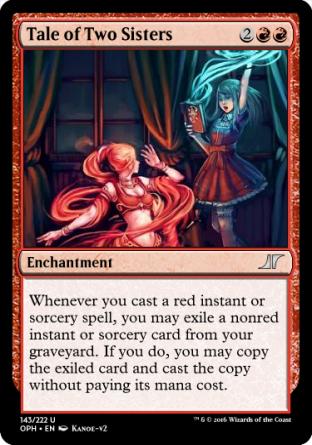 Tale of Two Sisters 2
Enchantment
Whenever you cast a red instant or
sorcery spell, you may exile a nonred
instant or sorcery card from your
graveyard. If you do, you may copy
the exiled card and cast the copy
without paying its mana cost.
143/222 U
OPH • EN Kanoe-v2
™ & © 2016 Wizards of the Coast